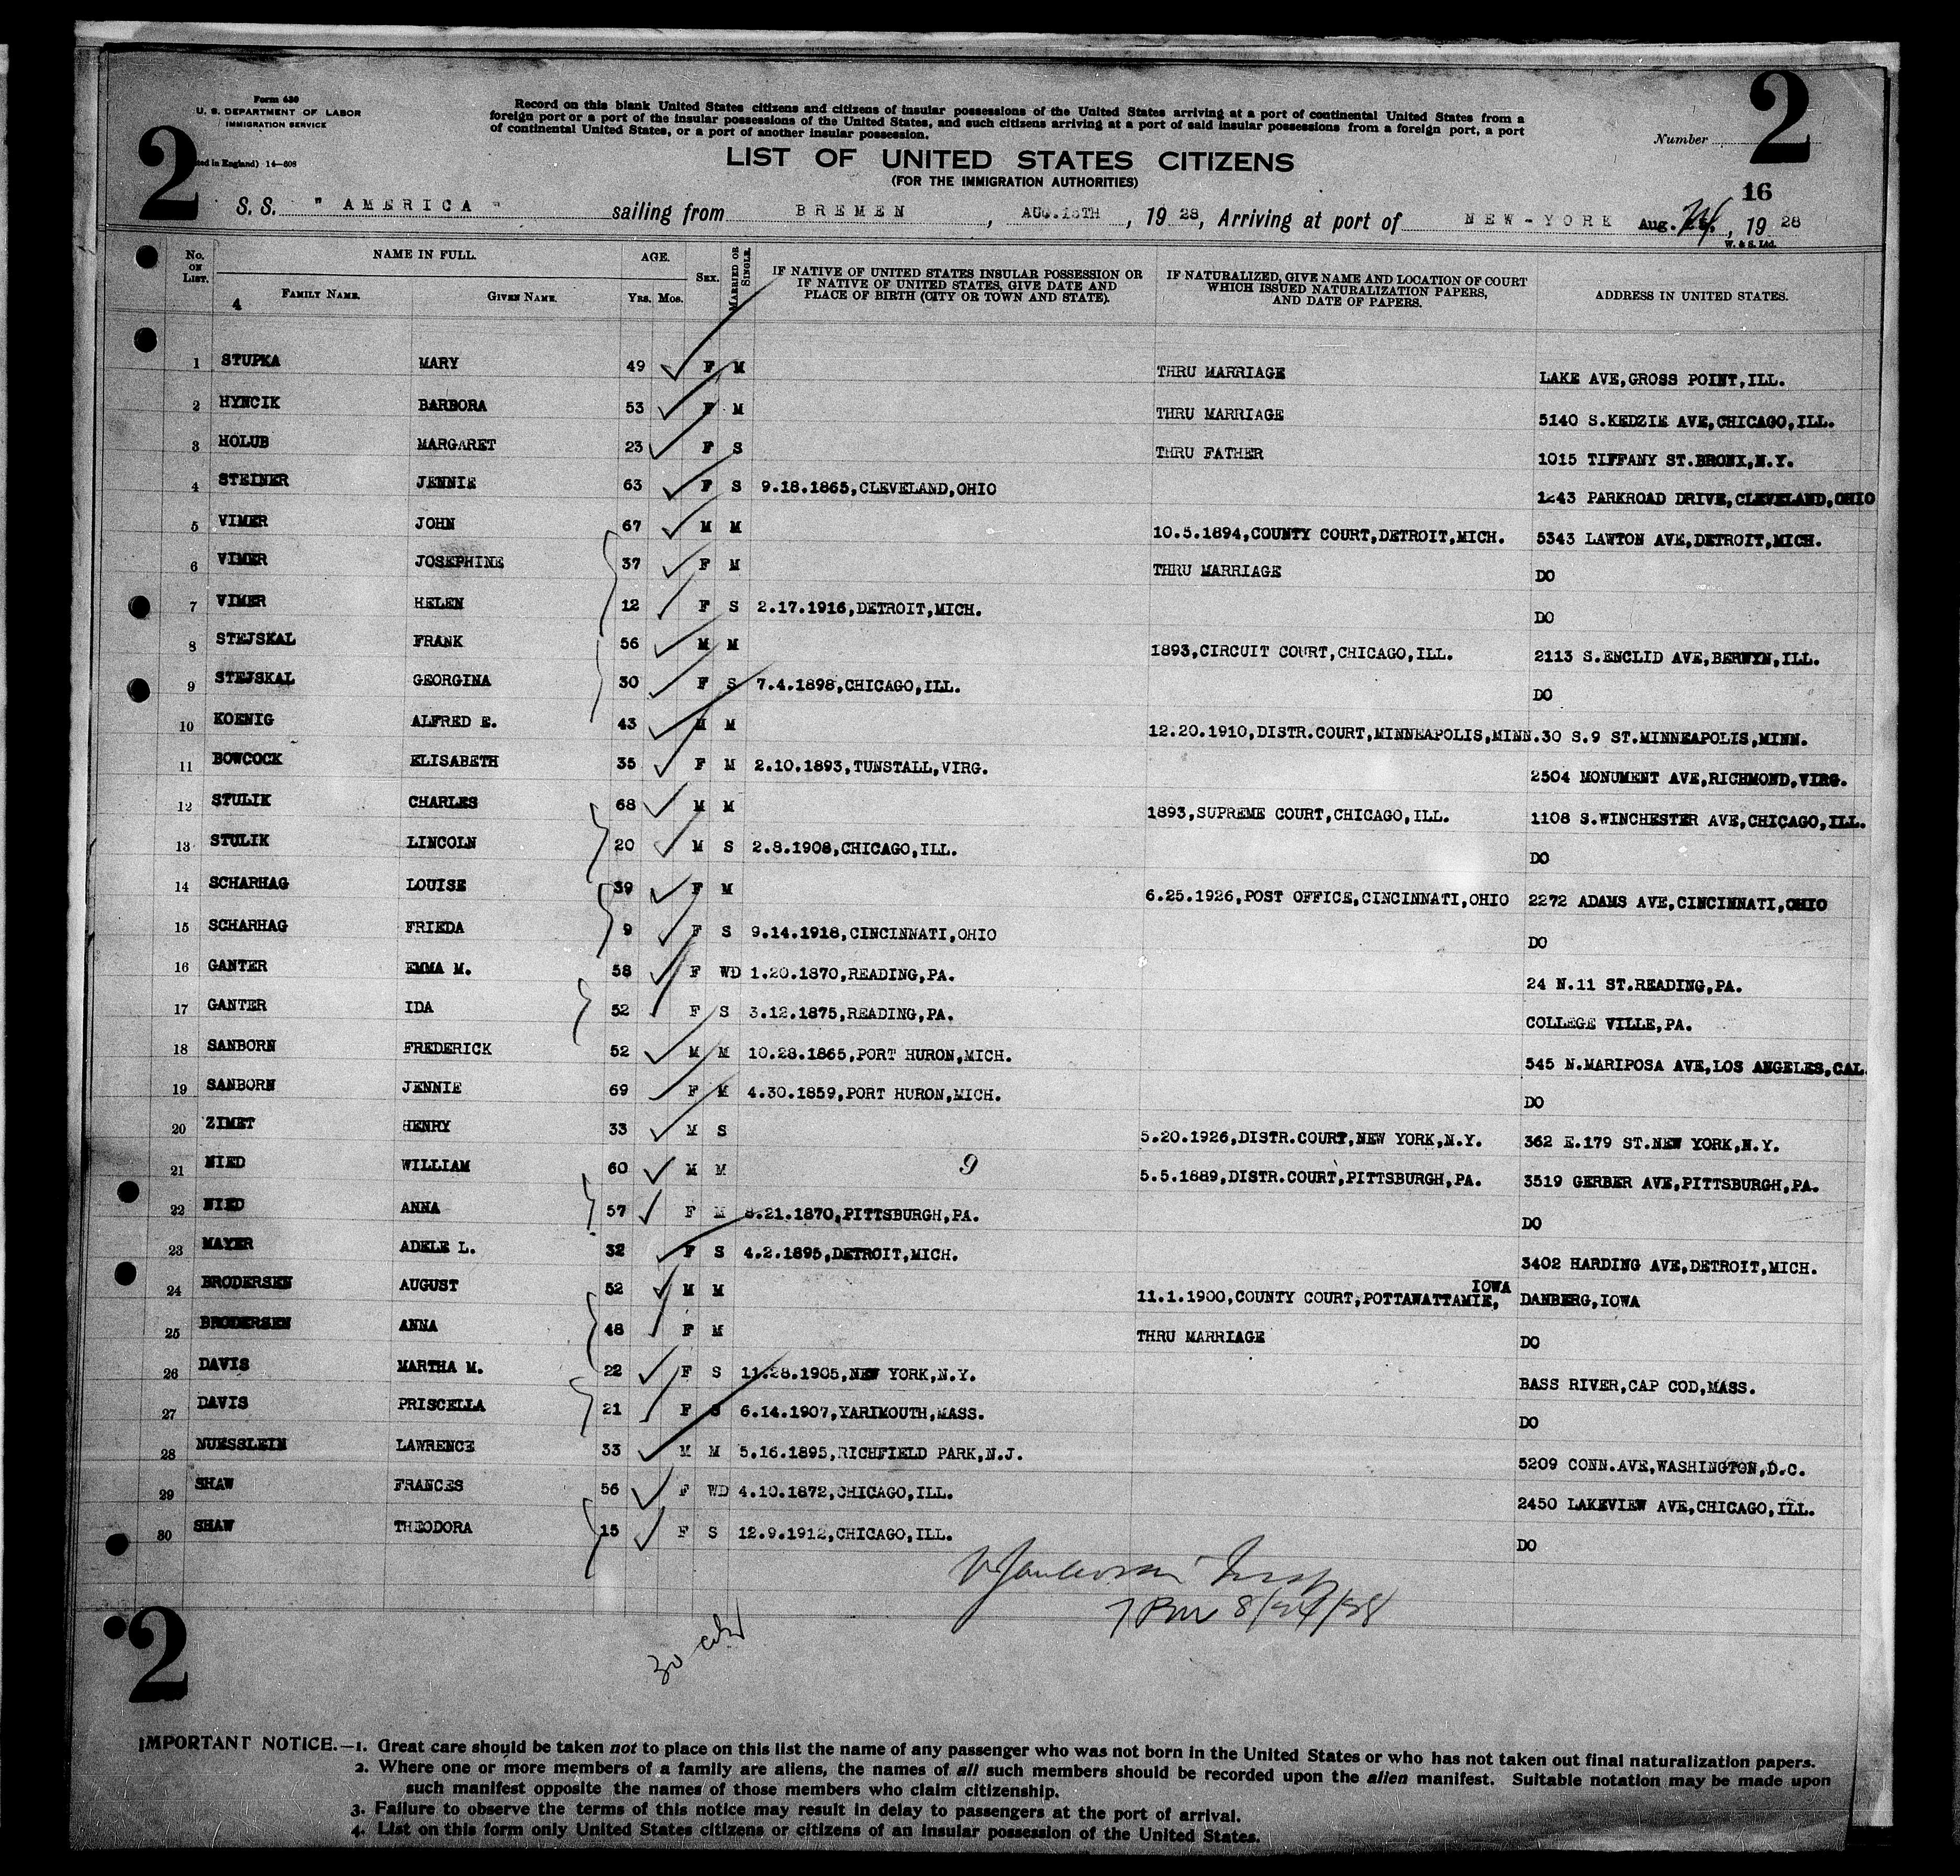 Form 630
U. S. DEPARTMENT OF LABOR
IMMIGRATION SERVICE
2
ted in England) 14—608
Record on this blank United States citizens and citizens of insular possessions of the United States arriving at a port of continental United States from a
foreign port or a port of the insular possessions of the United States, and such citizens arriving at a port of said insular possessions from a foreign port, a port
of continental United States, or a port of another insular possession.
LIST OF UNITED STATES CITIZENS
(FOR THE IMMIGRATION AUTHORITIES)
Number 2
16
S. S. "AMERICA" sailing from BREMEN, AUG.15TH, 19 28, Arriving at port of NEW-YORK Aug. 24, 19 28
W. & S. Ltd.
No. ON LIST. NAME IN FULL. AGE. SEX. MARRIED OR SINGLE. IF NATIVE OF UNITED STATES INSULAR POSSESSION OR IF NATIVE OF UNITED STATES, GIVE DATE AND PLACE OF BIRTH (CITY OR TOWN AND STATE). IF NATURALIZED, GIVE NAME AND LOCATION OF COURT WHICH ISSUED NATURALIZATION PAPERS, AND DATE OF PAPERS. ADDRESS IN UNITED STATES.
4 FAMILY NAME. GIVEN NAME. Yrs. Mos.
1 STUPKA MARY 49 F M THRU MARRIAGE LAKE AVE,GROSS POINT,ILL.
2 HYNCIK BARBORA 53 F M THRU MARRIAGE 5140 S.KEDZIE AVE,CHICAGO,ILL.
3 HOLUB MARGARET 23 F S THRU FATHER 1015 TIFFANY ST.BRONX,N.Y.
4 STEINER JENNIE 63 F S 9.18.1865,CLEVELAND,OHIO 1243 PARKROAD DRIVE,CLEVELAND,OHIO
5 VIMER JOHN 67 M M 10.5.1894,COUNTY COURT,DETROIT,MICH. 5343 LAWTON AVE,DETROIT,MICH.
6 VIMER JOSEPHINE 37 F M THRU MARRIAGE DO
7 VIMER HELEN 12 F S 2.17.1916,DETROIT,MICH. DO
8 STEJSKAL FRANK 56 M M 1893,CIRCUIT COURT,CHICAGO,ILL. 2113 S.ENCLID AVE,BERWYN,ILL.
9 STEJSKAL GEORGINA 30 F S 7.4.1898,CHICAGO,ILL. DO
10 KOENIG ALFRED E. 43 M M 12.20.1910,DISTR.COURT,MINNEAPOLIS,MINN. 30 S.9 ST.MINNEAPOLIS,MINN.
11 BOWCOCK ELISABETH 35 F M 2.10.1893,TUNSTALL,VIRG. 2504 MONUMENT AVE,RICHMOND,VIRG.
12 STULIK CHARLES 68 M M 1893,SUPREME COURT,CHICAGO,ILL. 1108 S.WINCHESTER AVE,CHICAGO,ILL.
13 STULIK LINCOLN 20 M S 2.8.1908,CHICAGO,ILL. DO
14 SCHARHAG LOUISE 39 F M 6.25.1926,POST OFFICE,CINCINNATI,OHIO 2272 ADAMS AVE,CINCINNATI,OHIO
15 SCHARHAG FRIEDA 9 F S 9.14.1918,CINCINNATI,OHIO DO
16 GANTER EMMA M. 58 F WD 1.20.1870,READING,PA. 24 N.11 ST.READING,PA.
17 GANTER IDA 52 F S 3.12.1875,READING,PA. COLLEGE VILLE,PA.
18 SANBORN FREDERICK 52 M M 10.28.1865,PORT HURON,MICH. 545 N.MARIPOSA AVE,LOS ANGELES,CAL.
19 SANBORN JENNIE 69 F M 4.30.1859,PORT HURON,MICH. DO
20 ZIMET HENRY 33 M S 5.20.1926,DISTR.COURT,NEW YORK,N.Y. 362 E.179 ST.NEW YORK,N.Y.
21 NIED WILLIAM 60 M M 9 5.5.1889,DISTR.COURT,PITTSBURGH,PA. 3519 GERBER AVE,PITTSBURGH,PA.
22 NIED ANNA 57 F M 8.21.1870,PITTSBURGH,PA. DO
23 MAYER ADELE L. 32 F S 4.2.1895,DETROIT,MICH. 3402 HARDING AVE,DETROIT,MICH.
24 BRODERSEN AUGUST 52 M M 11.1.1900,COUNTY COURT,POTTAWATTAMIE, IOWA DANBERG,IOWA
25 BRODERSEN ANNA 48 F M THRU MARRIAGE DO
26 DAVIS MARTHA M. 22 F S 11.28.1905,NEW YORK,N.Y. BASS RIVER,CAP COD,MASS.
27 DAVIS PRISCELLA 21 F S 6.14.1907,YARIMOUTH,MASS. DO
28 NUESSLEIN LAWRENCE 33 M M 5.16.1895,RICHFIELD PARK,N.J. 5209 CONN.AVE,WASHINGTON,D.C.
29 SHAW FRANCES 56 F WD 4.10.1872,CHICAGO,ILL. 2450 LAKEVIEW AVE,CHICAGO,ILL.
30 SHAW THEODORA 15 F S 12.9.1912,CHICAGO,ILL. DO
Insp
7 PM 8/24/28
30
2
IMPORTANT NOTICE.—1. Great care should be taken not to place on this list the name of any passenger who was not born in the United States or who has not taken out final naturalization papers.
2. Where one or more members of a family are aliens, the names of all such members should be recorded upon the alien manifest. Suitable notation may be made upon
such manifest opposite the names of those members who claim citizenship.
3. Failure to observe the terms of this notice may result in delay to passengers at the port of arrival.
4. List on this form only United States citizens or citizens of an insular possession of the United States.